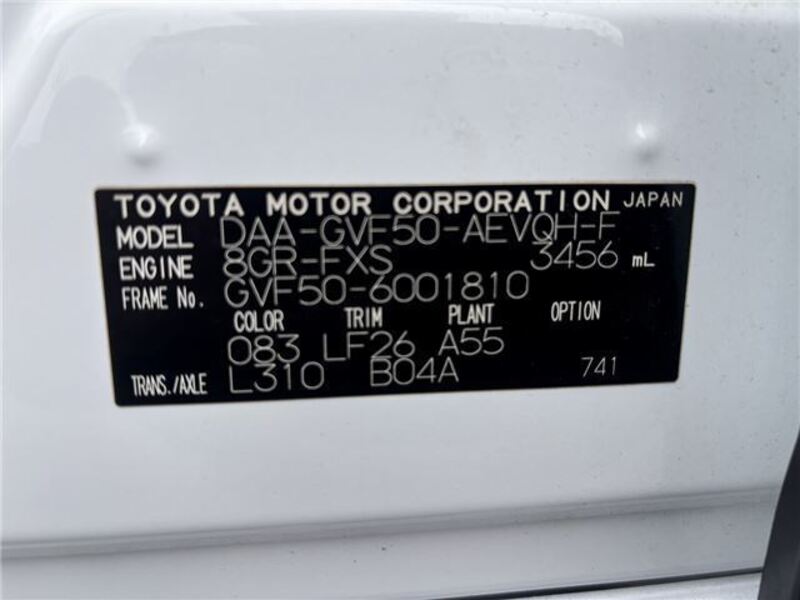 TOYOTA MOTOR CORPORATION JAPAN
MODEL DAA-GVF50-AEVQH-F
ENGINE 8GR-FXS 3456 mL
FRAME No. GVF50-6001810
COLOR TRIM PLANT OPTION
083 LF26 A55
TRANS./AXLE L310 B04A 741